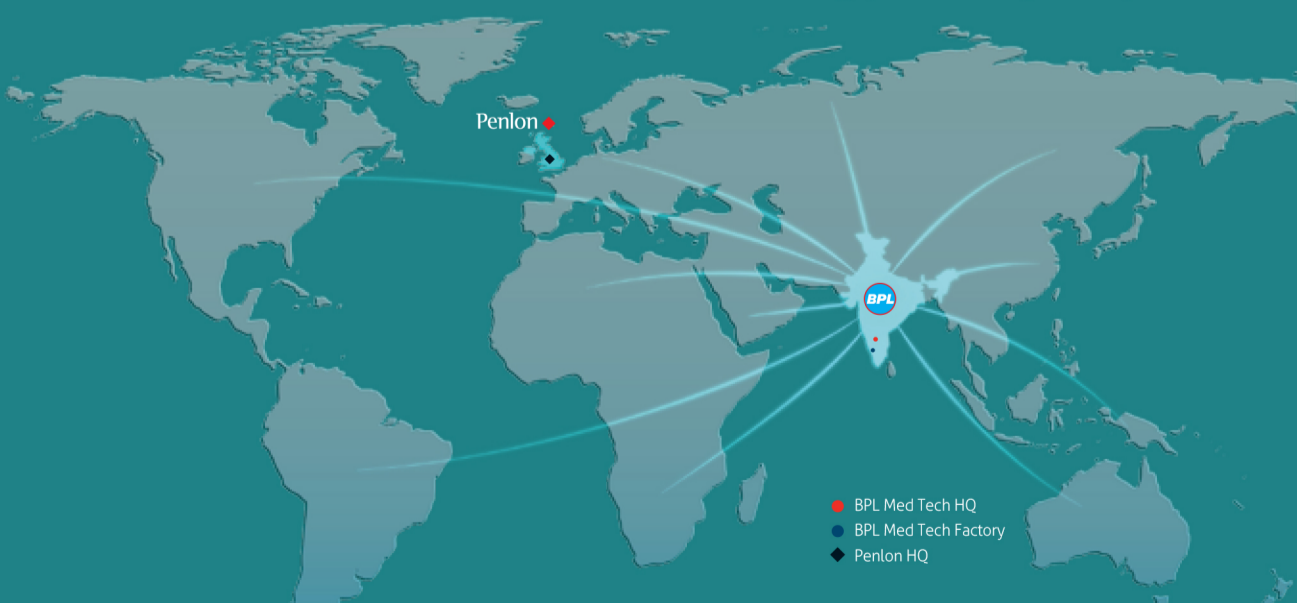 Penlon
BPL
BPL Med Tech HQ
BPL Med Tech Factory
Penlon HQ